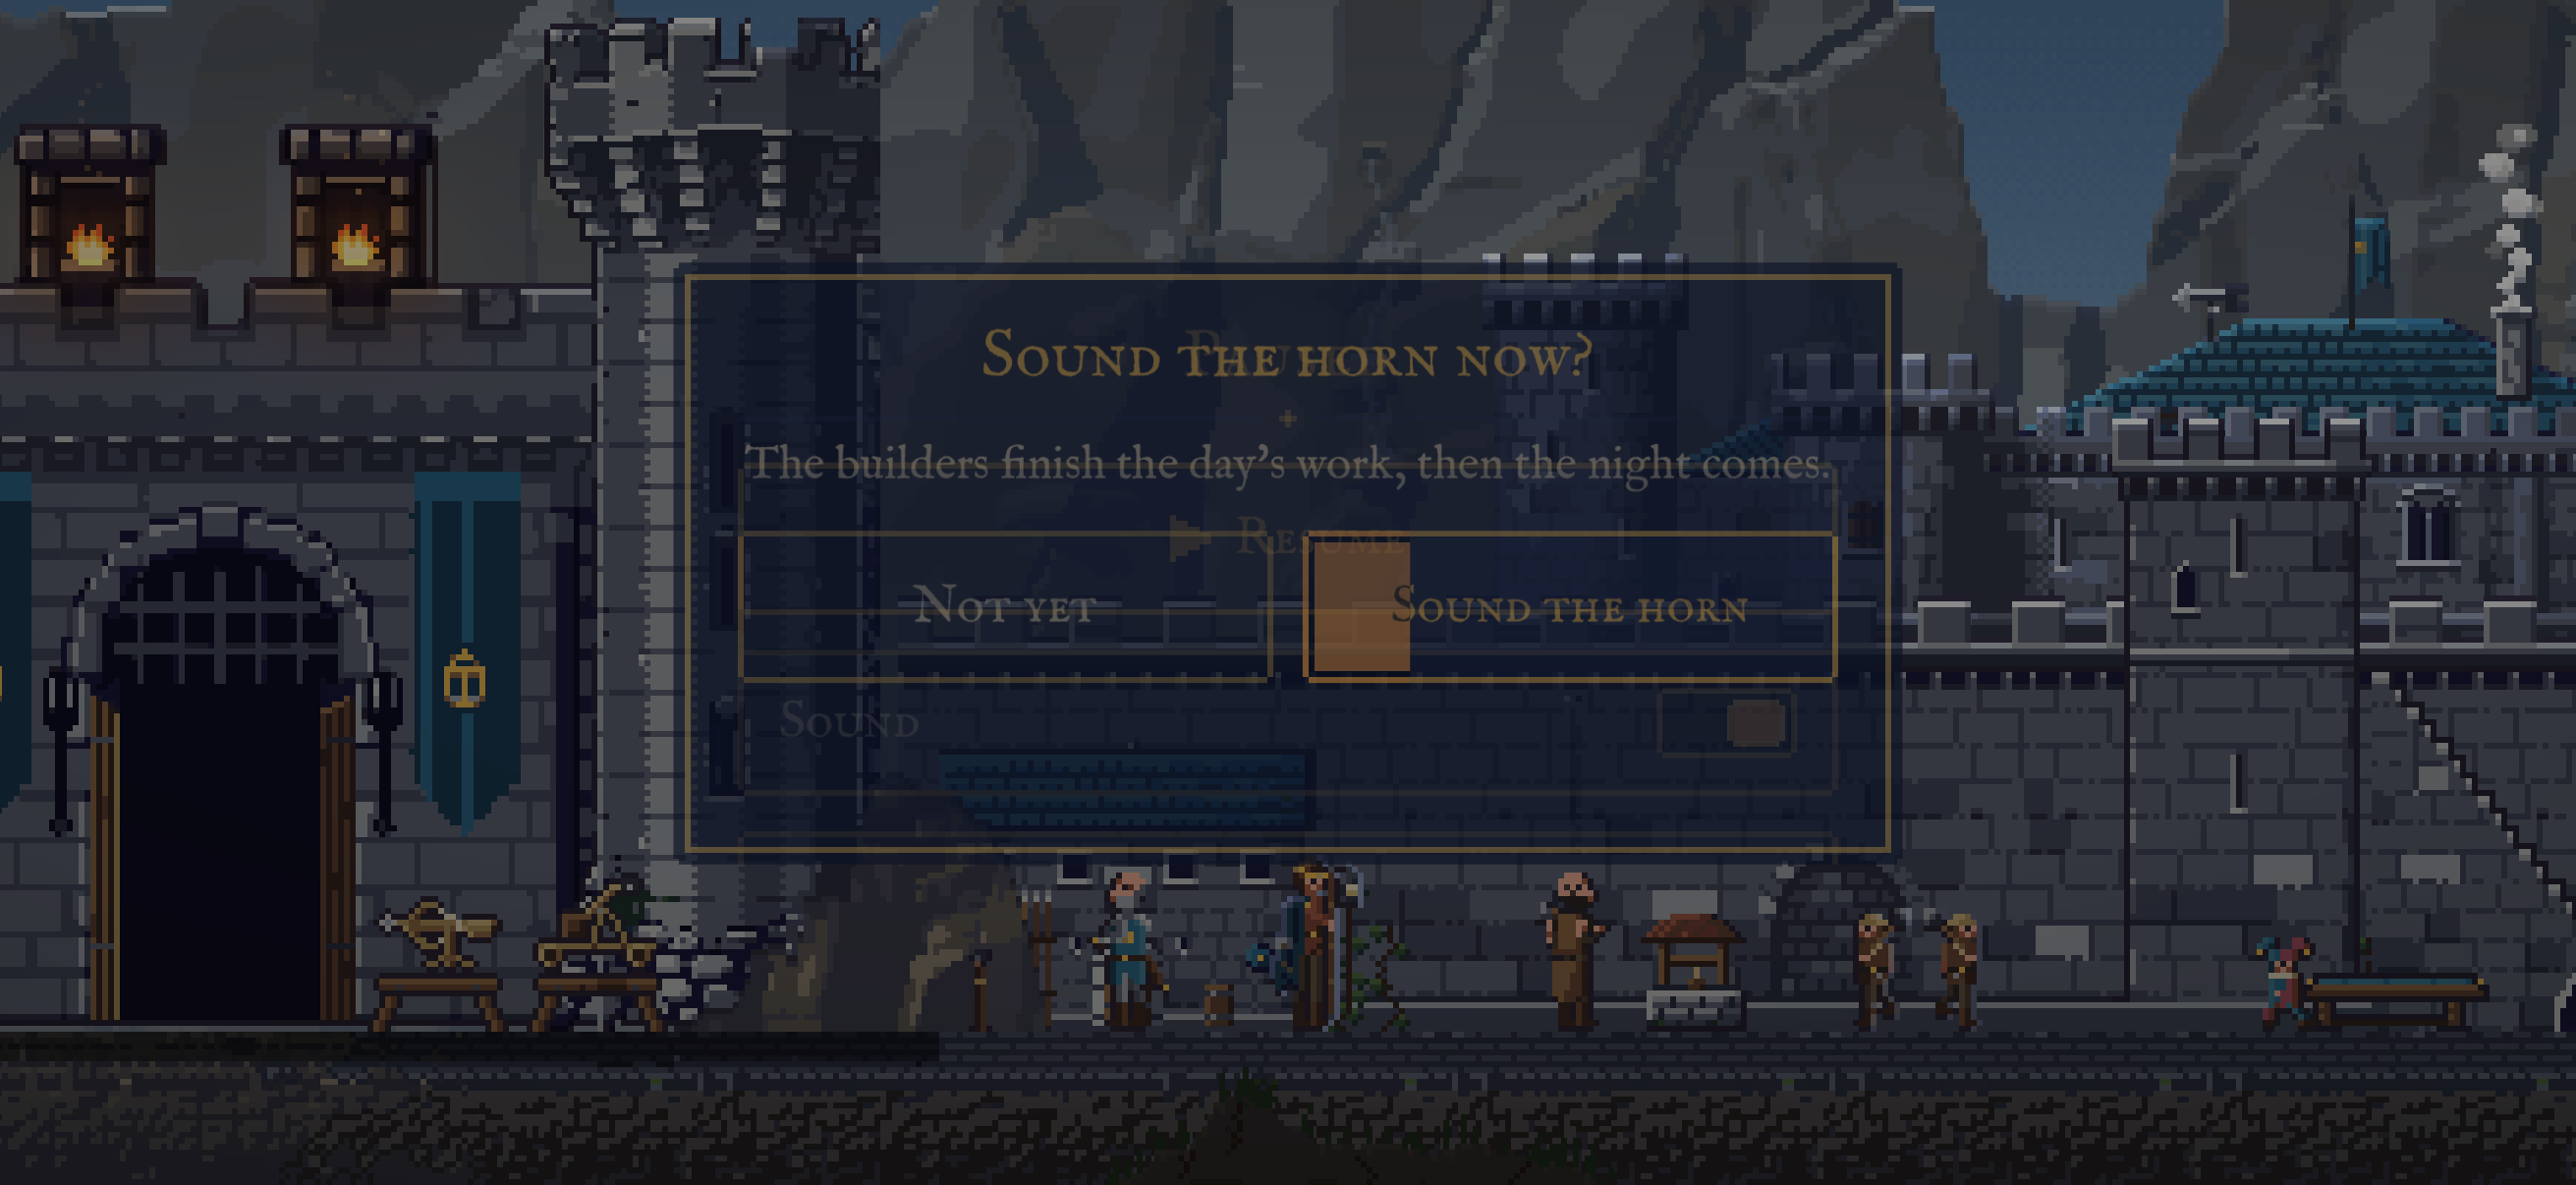 Sound the horn now?
The builders finish the day's work, then the night comes.
Resume
Not yet
Sound the horn
Sound